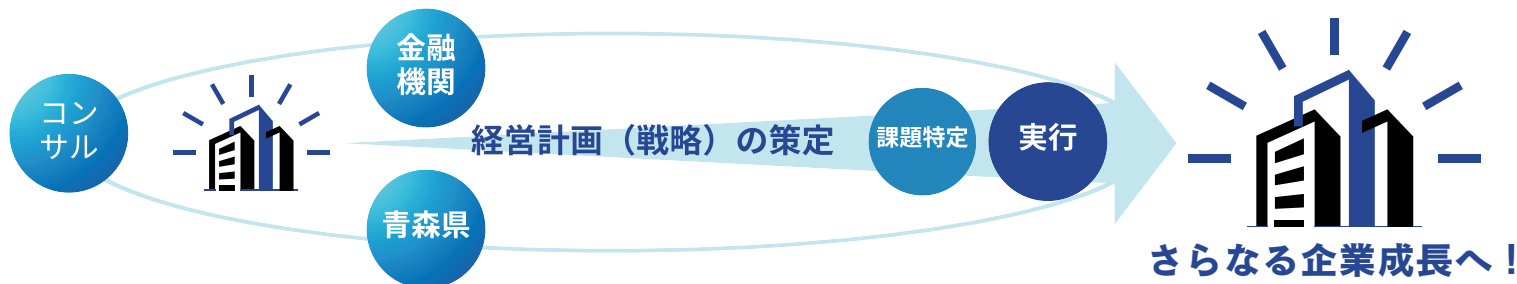 コン
サル
金融
機関
青森県
経営計画（戦略）の策定
課題特定
実行
さらなる企業成長へ！